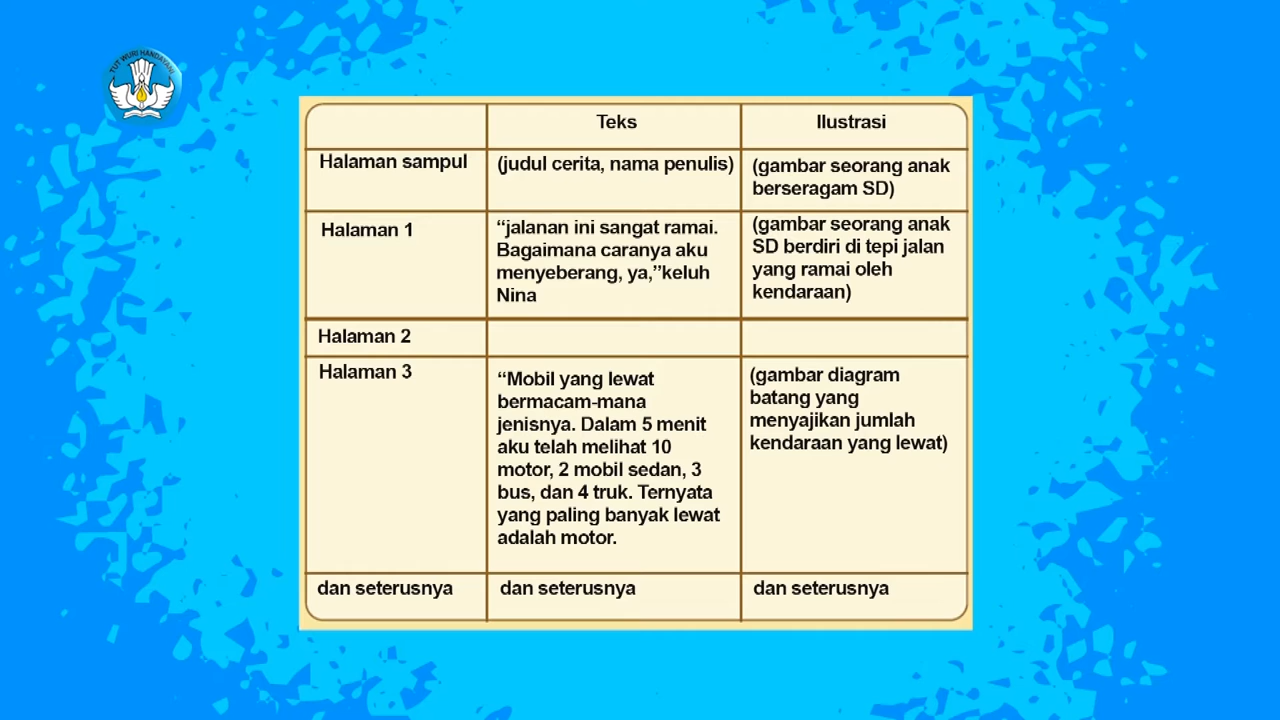 TUT WURI HANDAYANI
Teks
Ilustrasi
Halaman sampul
(judul cerita, nama penulis)
(gambar seorang anak
berseragam SD)
Halaman 1
“jalanan ini sangat ramai.
Bagaimana caranya aku
menyeberang, ya,”keluh
Nina
(gambar seorang anak
SD berdiri di tepi jalan
yang ramai oleh
kendaraan)
Halaman 2
Halaman 3
“Mobil yang lewat
bermacam-mana
jenisnya. Dalam 5 menit
aku telah melihat 10
motor, 2 mobil sedan, 3
bus, dan 4 truk. Ternyata
yang paling banyak lewat
adalah motor.
(gambar diagram
batang yang
menyajikan jumlah
kendaraan yang lewat)
dan seterusnya
dan seterusnya
dan seterusnya